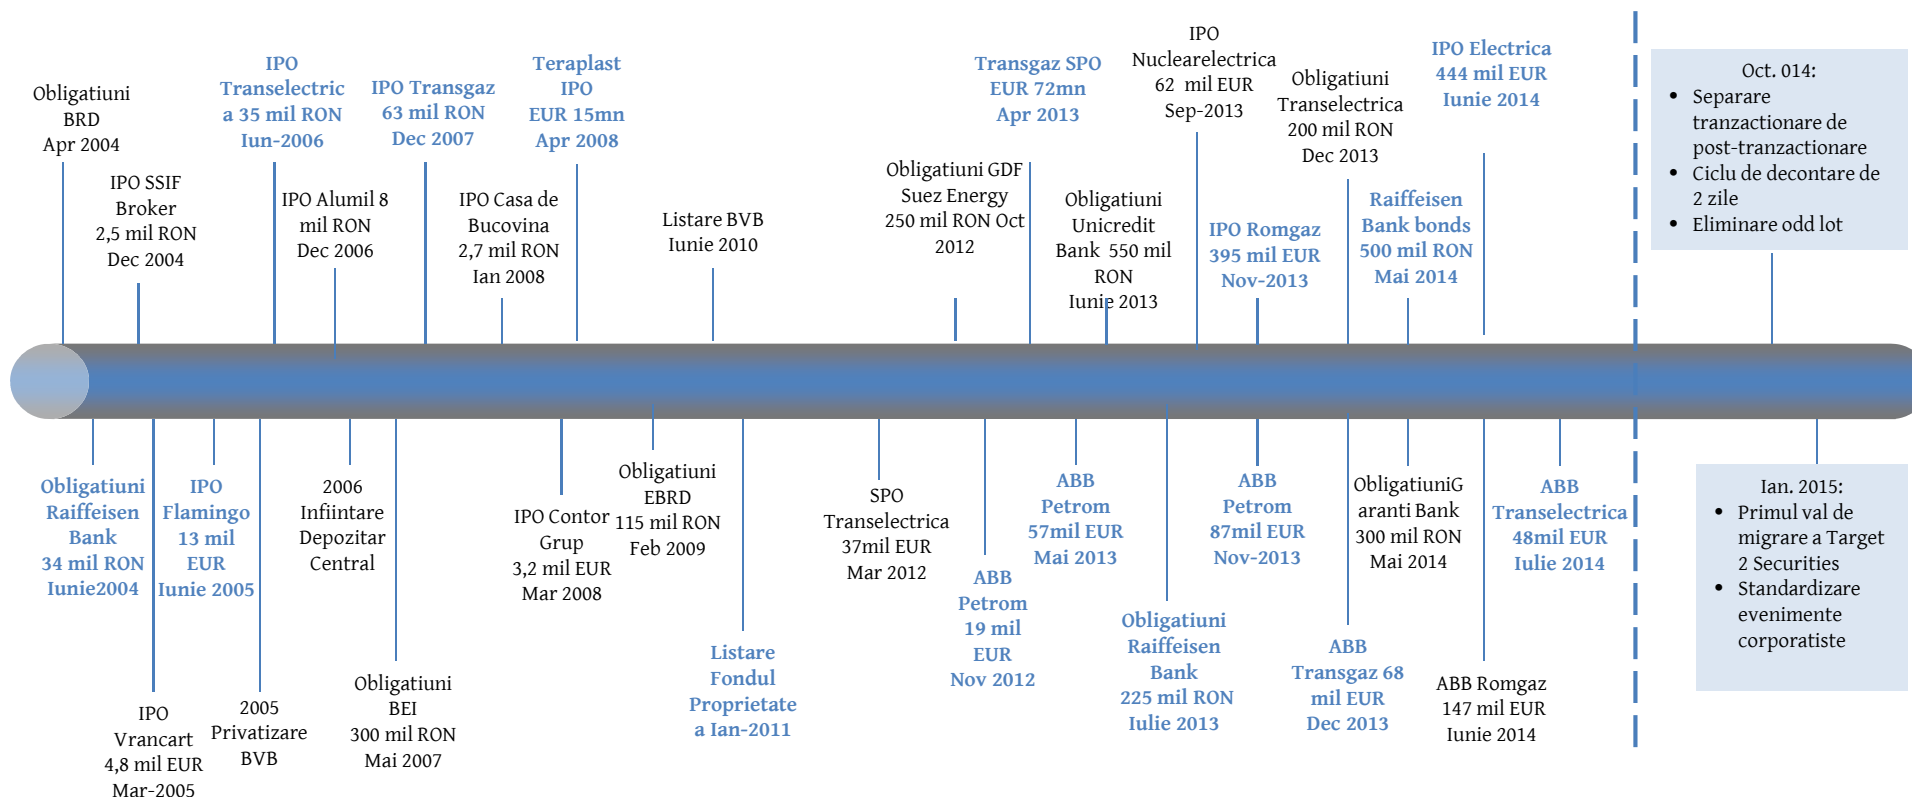 Obligatiuni
BRD
Apr 2004
IPO SSIF
Broker
2,5 mil RON
Dec 2004
IPO
Transelectric
a 35 mil RON
Iun-2006
IPO Alumil 8
mil RON
Dec 2006
IPO Transgaz
63 mil RON
Dec 2007
IPO Casa de
Bucovina
2,7 mil RON
Ian 2008
Teraplast
IPO
EUR 15mn
Apr 2008
Listare BVB
Iunie 2010
Obligatiuni GDF
Suez Energy
250 mil RON Oct
2012
Transgaz SPO
EUR 72mn
Apr 2013
Obligatiuni
Unicredit
Bank 550 mil
RON
Iunie 2013
IPO
Nuclearelectrica
62 mil EUR
Sep-2013
IPO Romgaz
395 mil EUR
Nov-2013
Obligatiuni
Transelectrica
200 mil RON
Dec 2013
Raiffeisen
Bank bonds
500 mil RON
Mai 2014
IPO Electrica
444 mil EUR
Iunie 2014
Oct. 014:
• Separare
tranzactionare de
post-tranzactionare
• Ciclu de decontare de
2 zile
• Eliminare odd lot
Obligatiuni
Raiffeisen
Bank
34 mil RON
Iunie2004
IPO
Vrancart
4,8 mil EUR
Mar-2005
IPO
Flamingo
13 mil
EUR
Iunie 2005
2005
Privatizare
BVB
2006
Infiintare
Depozitar
Central
Obligatiuni
BEI
300 mil RON
Mai 2007
IPO Contor
Grup
3,2 mil EUR
Mar 2008
Obligatiuni
EBRD
115 mil RON
Feb 2009
Listare
Fondul
Proprietate
a Ian-2011
SPO
Transelectrica
37mil EUR
Mar 2012
ABB
Petrom
19 mil
EUR
Nov 2012
ABB
Petrom
57mil EUR
Mai 2013
Obligatiuni
Raiffeisen
Bank
225 mil RON
Iulie 2013
ABB
Petrom
87mil EUR
Nov-2013
ABB
Transgaz 68
mil EUR
Dec 2013
ObligatiuniG
aranti Bank
300 mil RON
Mai 2014
ABB Romgaz
147 mil EUR
Iunie 2014
ABB
Transelectrica
48mil EUR
Iulie 2014
Ian. 2015:
• Primul val de
migrare a Target
2 Securities
• Standardizare
evenimente
corporatiste